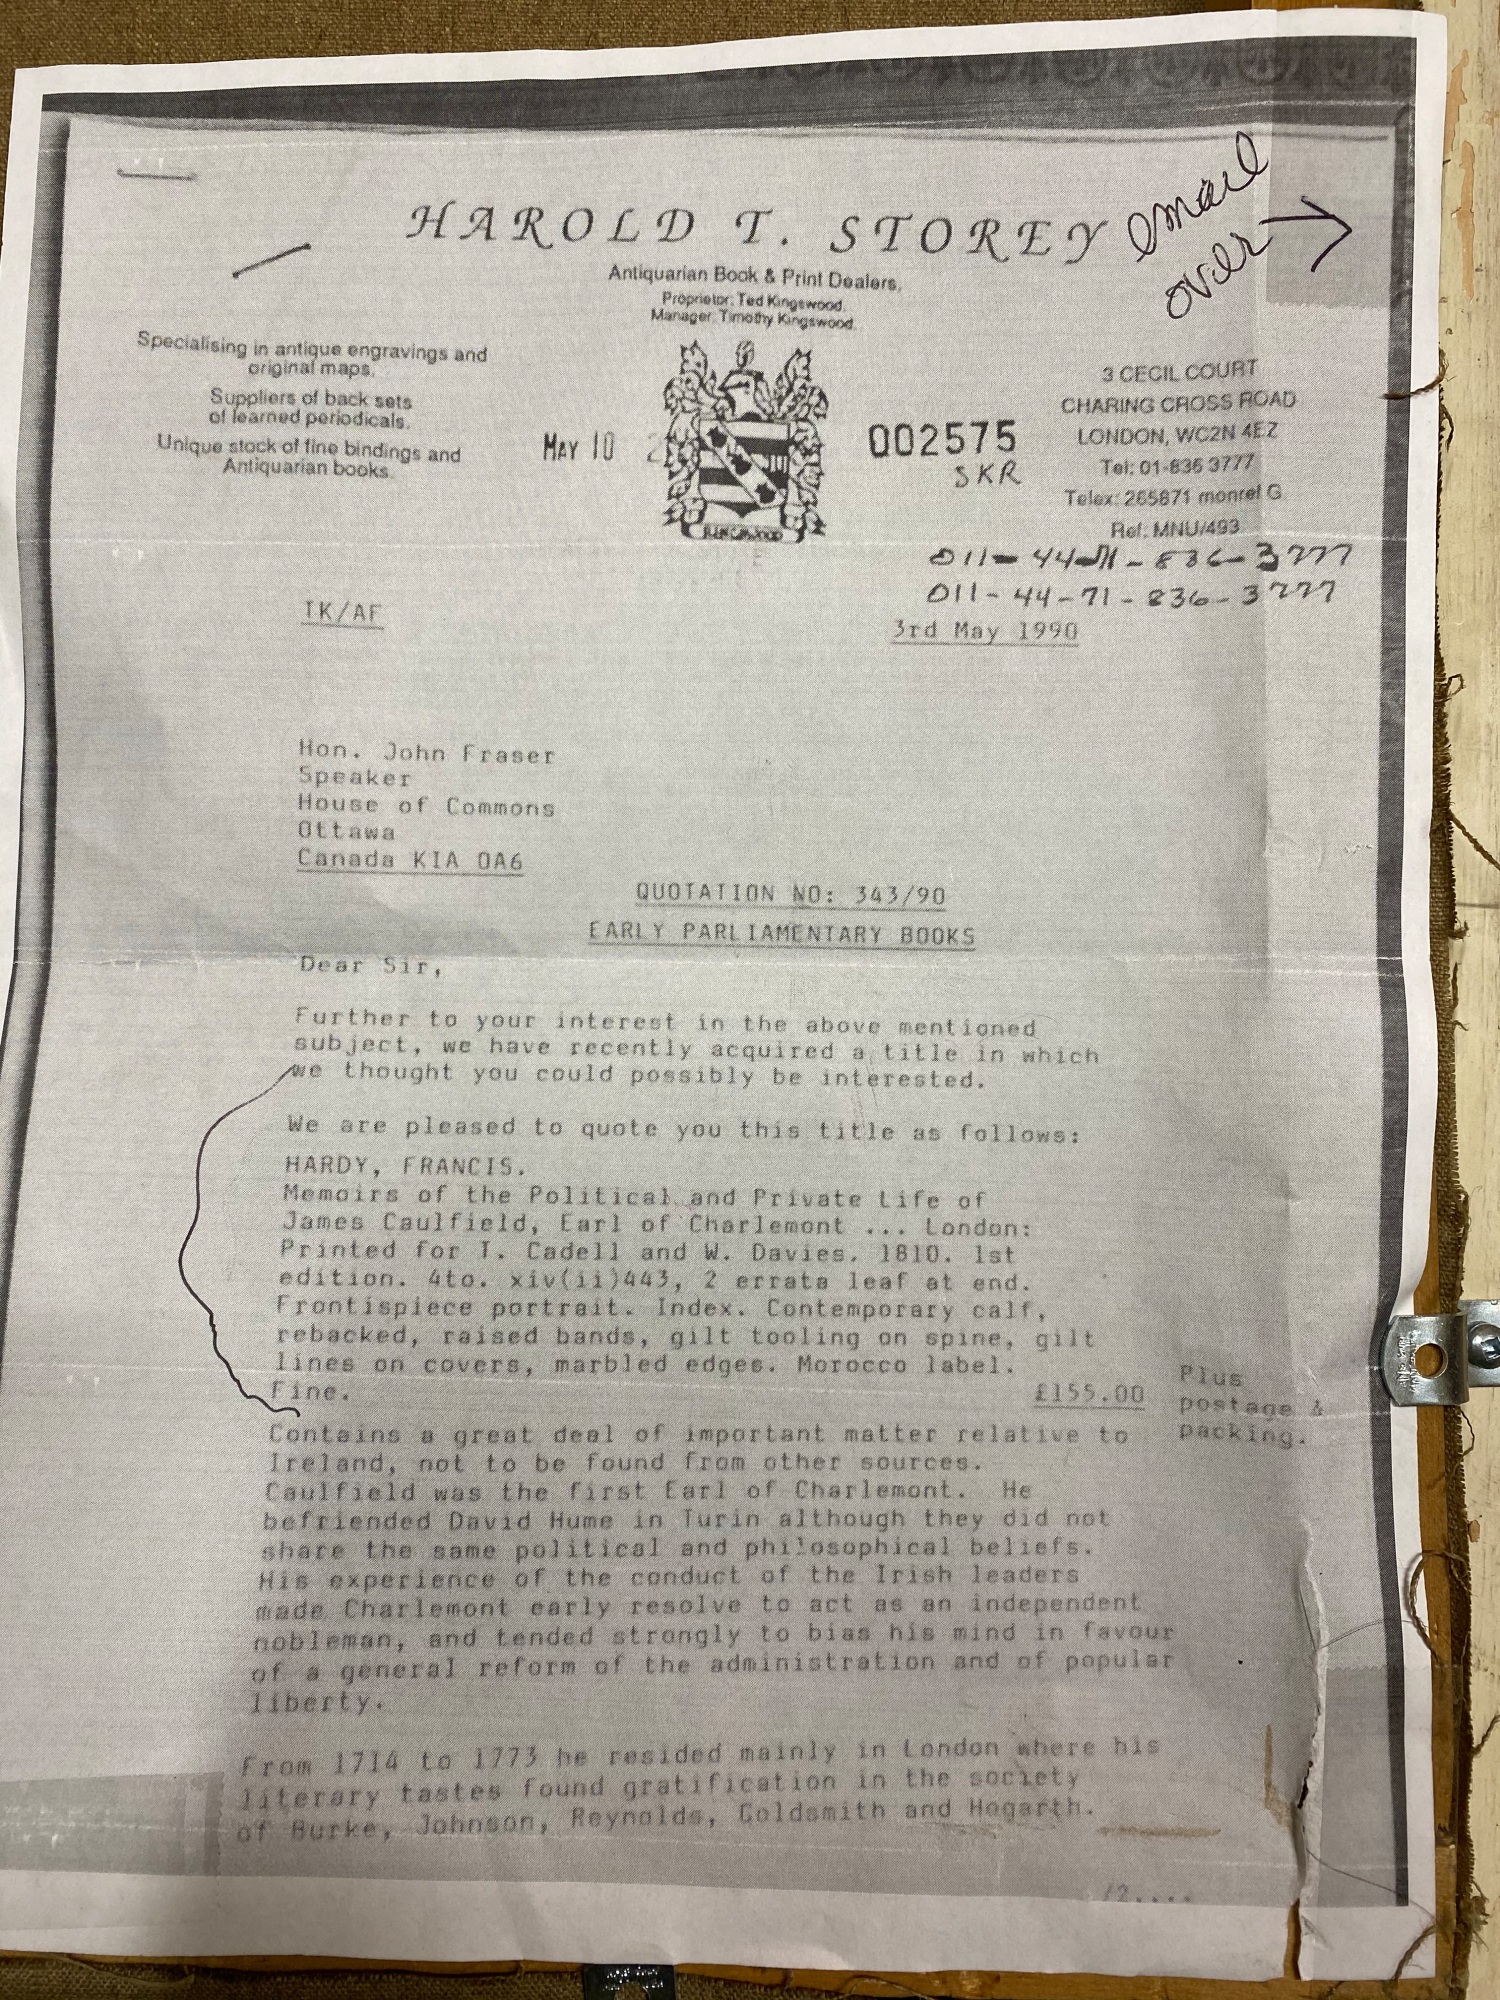 HAROLD T. STOREY
email
over →
Antiquarian Book & Print Dealers.
Proprietor: Ted Kingswood.
Manager: Timothy Kingswood.
Specialising in antique engravings and
original maps.
Suppliers of back sets
of learned periodicals.
Unique stock of fine bindings and
Antiquarian books.
MAY 10 2
KINGSWOOD
002575
SKR
3 CECIL COURT
CHARING CROSS ROAD
LONDON, WC2N 4EZ
Tel: 01-836 3777
Telex: 265871 monrel G
Ref: MNU/493
011-44-71-836-3777
011-44-71-836-3777
TK/AF
3rd May 1990
Hon. John Fraser
Speaker
House of Commons
Ottawa
Canada KIA OA6
QUOTATION NO: 343/90
EARLY PARLIAMENTARY BOOKS
Dear Sir,
Further to your interest in the above mentioned
subject, we have recently acquired a title in which
we thought you could possibly be interested.
We are pleased to quote you this title as follows:
HARDY, FRANCIS.
Memoirs of the Political and Private Life of
James Caulfield, Earl of Charlemont ... London:
Printed for T. Cadell and W. Davies. 1810. 1st
edition. 4to. xiv(ii)443, 2 errata leaf at end.
Frontispiece portrait. Index. Contemporary calf,
rebacked, raised bands, gilt tooling on spine, gilt
lines on covers, marbled edges. Morocco label.
Fine. £155.00
Plus
postage &
packing.
Contains a great deal of important matter relative to
Ireland, not to be found from other sources.
Caulfield was the first Earl of Charlemont. He
befriended David Hume in Turin although they did not
share the same political and philosophical beliefs.
His experience of the conduct of the Irish leaders
made Charlemont early resolve to act as an independent
nobleman, and tended strongly to bias his mind in favour
of a general reform of the administration and of popular
liberty.
From 1714 to 1773 he resided mainly in London where his
literary tastes found gratification in the society
of Burke, Johnson, Reynolds, Goldsmith and Hogarth.
/2....